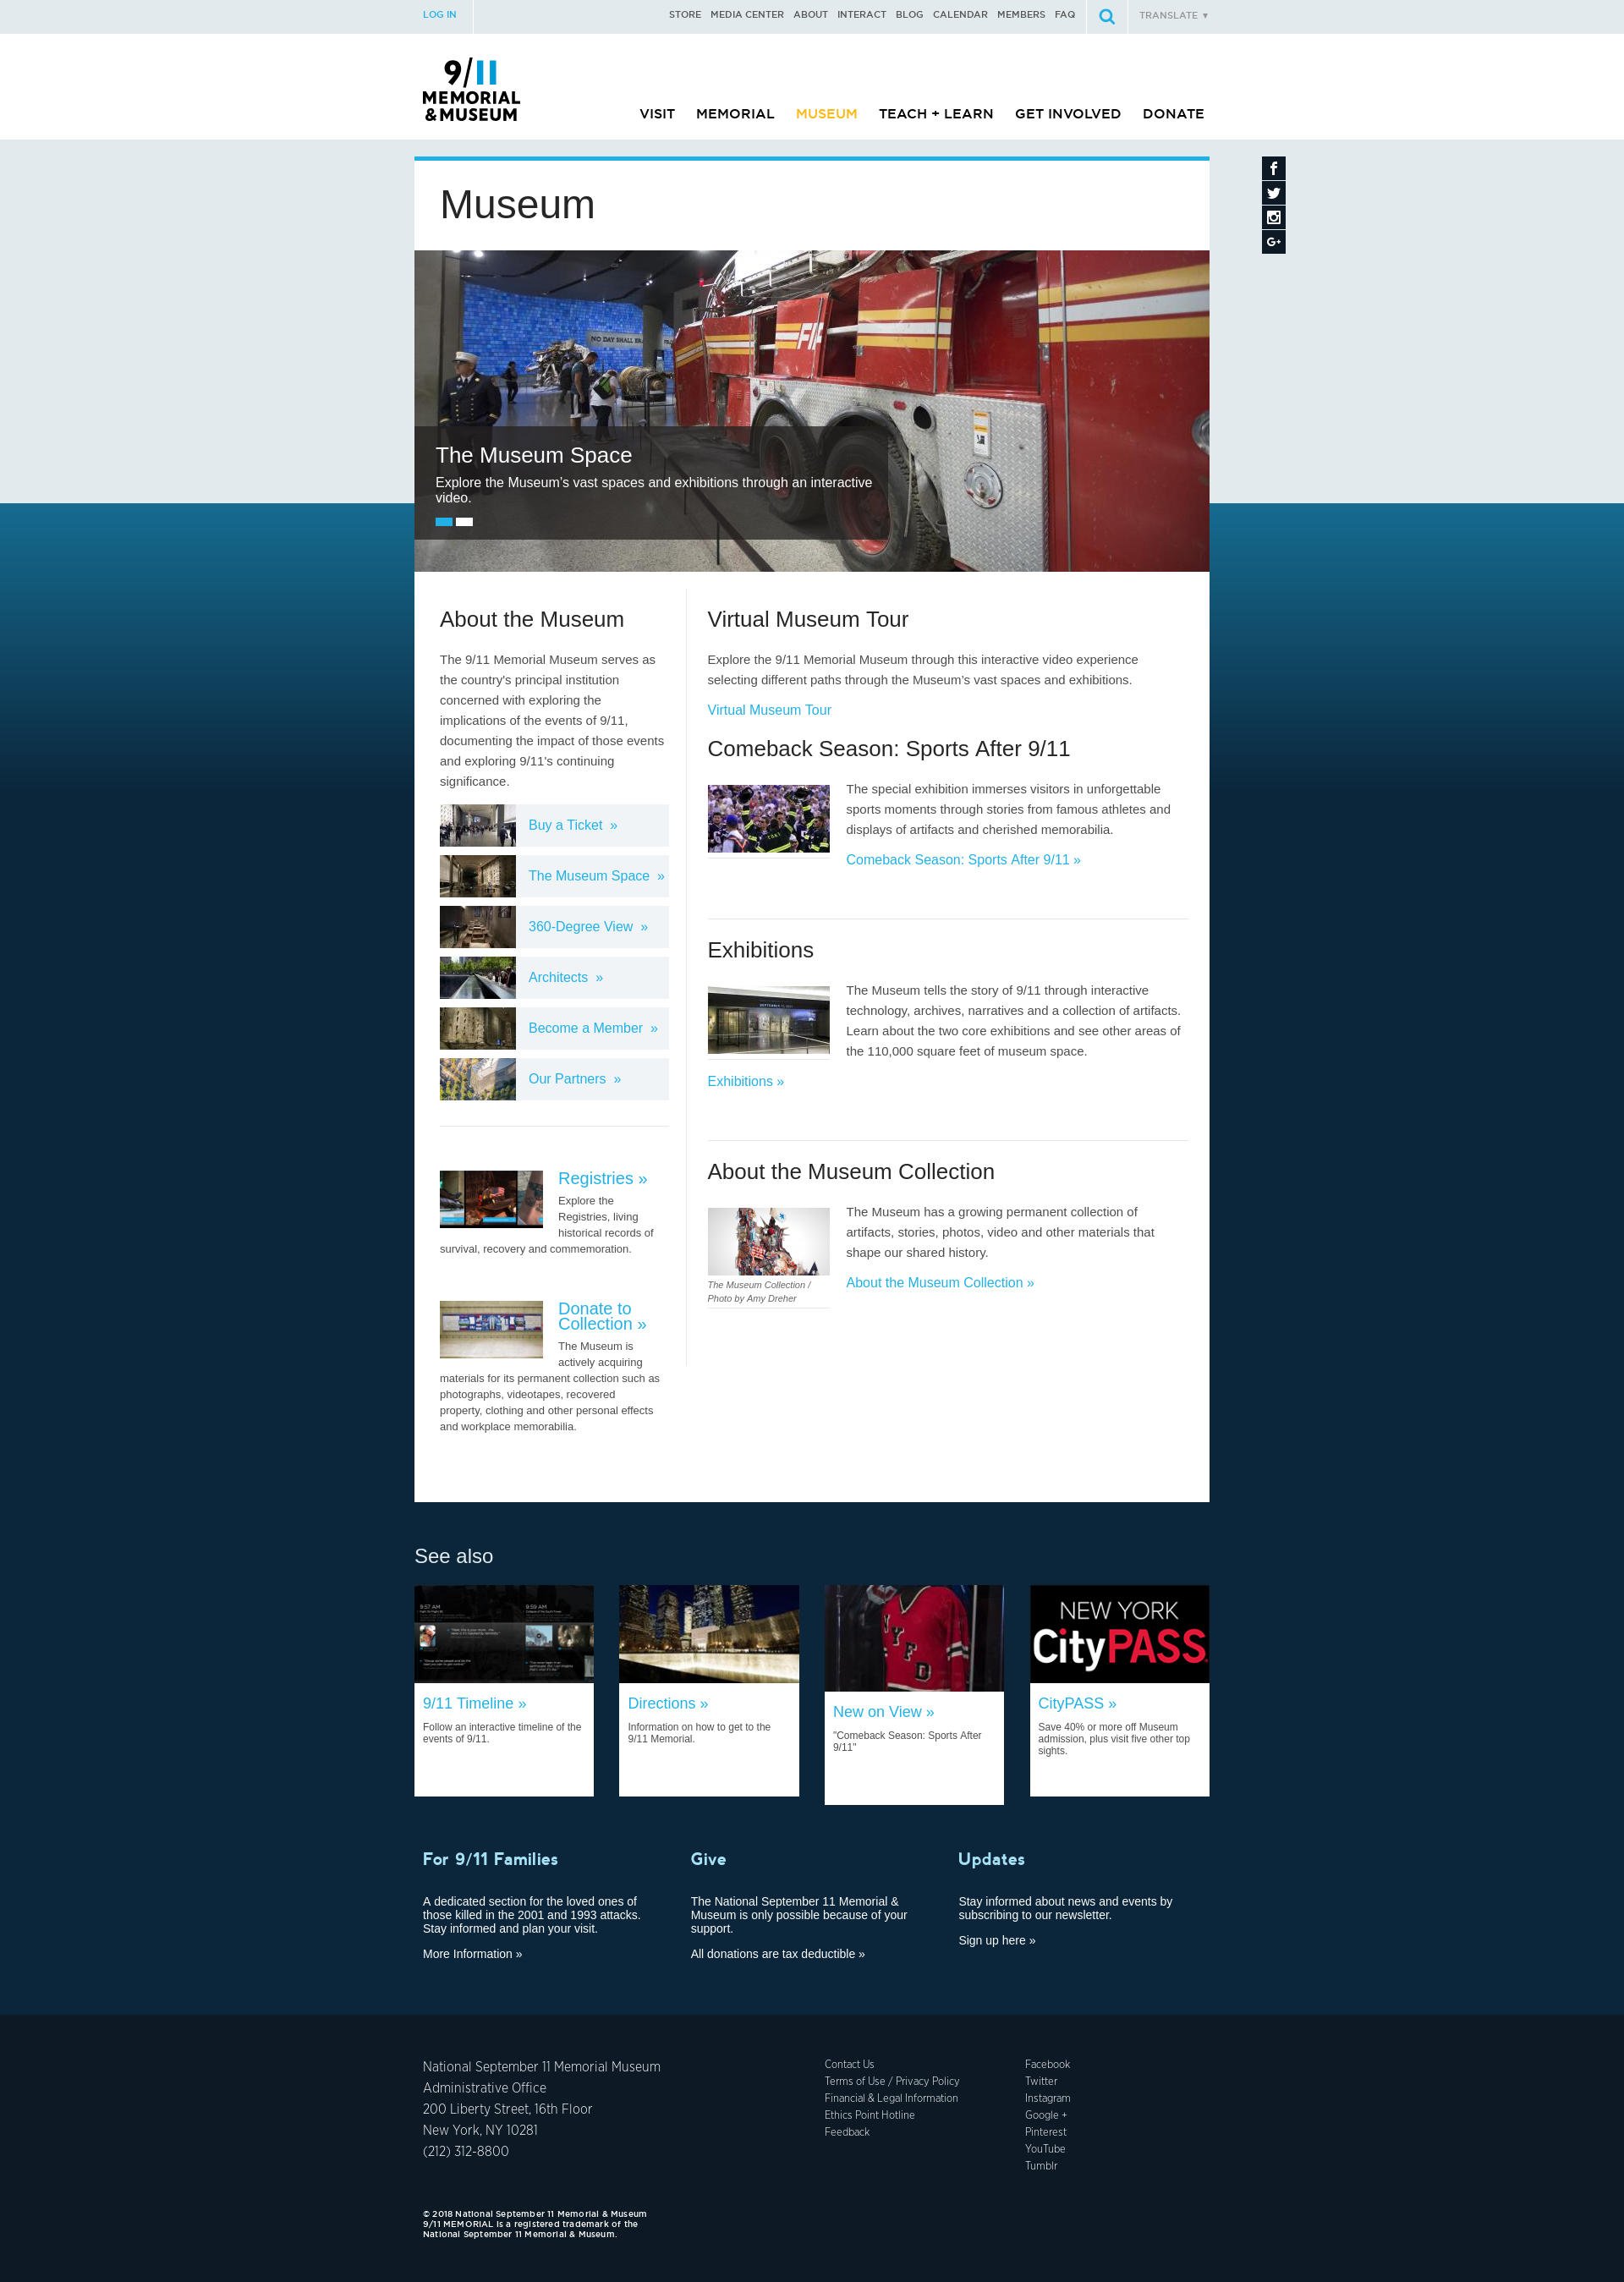 LOG IN
STORE MEDIA CENTER ABOUT INTERACT BLOG CALENDAR MEMBERS FAQ
TRANSLATE ▼
9/11
MEMORIAL
& MUSEUM
VISIT MEMORIAL MUSEUM TEACH + LEARN GET INVOLVED DONATE
Museum
NO DAY SHALL
The Museum Space
Explore the Museum's vast spaces and exhibitions through an interactive
video.
About the Museum
The 9/11 Memorial Museum serves as
the country's principal institution
concerned with exploring the
implications of the events of 9/11,
documenting the impact of those events
and exploring 9/11's continuing
significance.
Buy a Ticket »
The Museum Space »
360-Degree View »
Architects »
Become a Member »
Our Partners »
Registries »
Explore the
Registries, living
historical records of
survival, recovery and commemoration.
Donate to
Collection »
The Museum is
actively acquiring
materials for its permanent collection such as
photographs, videotapes, recovered
property, clothing and other personal effects
and workplace memorabilia.
Virtual Museum Tour
Explore the 9/11 Memorial Museum through this interactive video experience
selecting different paths through the Museum's vast spaces and exhibitions.
Virtual Museum Tour
Comeback Season: Sports After 9/11
The special exhibition immerses visitors in unforgettable
sports moments through stories from famous athletes and
displays of artifacts and cherished memorabilia.
Comeback Season: Sports After 9/11 »
Exhibitions
The Museum tells the story of 9/11 through interactive
technology, archives, narratives and a collection of artifacts.
Learn about the two core exhibitions and see other areas of
the 110,000 square feet of museum space.
Exhibitions »
About the Museum Collection
The Museum has a growing permanent collection of
artifacts, stories, photos, video and other materials that
shape our shared history.
About the Museum Collection »
The Museum Collection /
Photo by Amy Dreher
See also
9:57 AM
9:59 AM
9/11 Timeline »
Follow an interactive timeline of the
events of 9/11.
Directions »
Information on how to get to the
9/11 Memorial.
New on View »
"Comeback Season: Sports After
9/11"
NEW YORK
CityPASS
CityPASS »
Save 40% or more off Museum
admission, plus visit five other top
sights.
For 9/11 Families
A dedicated section for the loved ones of
those killed in the 2001 and 1993 attacks.
Stay informed and plan your visit.
More Information »
Give
The National September 11 Memorial &
Museum is only possible because of your
support.
All donations are tax deductible »
Updates
Stay informed about news and events by
subscribing to our newsletter.
Sign up here »
National September 11 Memorial Museum
Administrative Office
200 Liberty Street, 16th Floor
New York, NY 10281
(212) 312-8800
Contact Us
Terms of Use / Privacy Policy
Financial & Legal Information
Ethics Point Hotline
Feedback
Facebook
Twitter
Instagram
Google +
Pinterest
YouTube
Tumblr
© 2018 National September 11 Memorial & Museum
9/11 MEMORIAL is a registered trademark of the
National September 11 Memorial & Museum.